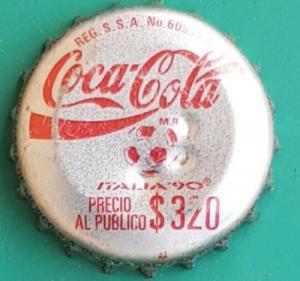 REG. S.S.A. No.
Coca-Cola
M.R
ITALIA '90
PRECIO
AL PUBLICO $320